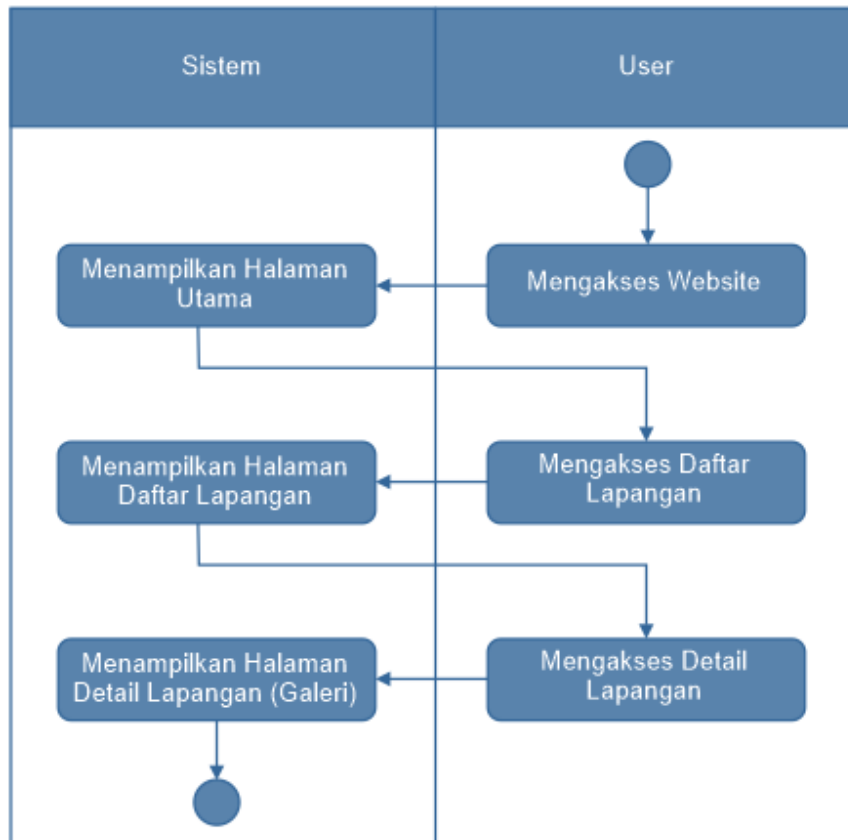 Sistem
User
Menampilkan Halaman
Utama
Mengakses Website
Menampilkan Halaman
Daftar Lapangan
Mengakses Daftar
Lapangan
Menampilkan Halaman
Detail Lapangan (Galeri)
Mengakses Detail
Lapangan